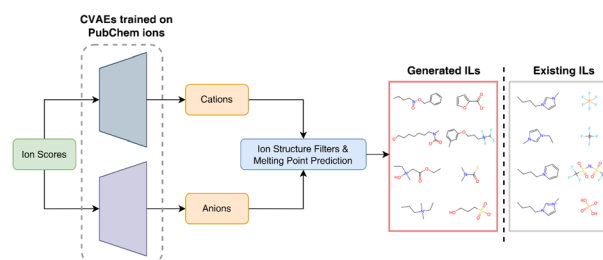 CVAEs trained on
PubChem ions
Generated ILs
Existing ILs
Cations
Ion Scores
Ion Structure Filters &
Melting Point Prediction
Anions